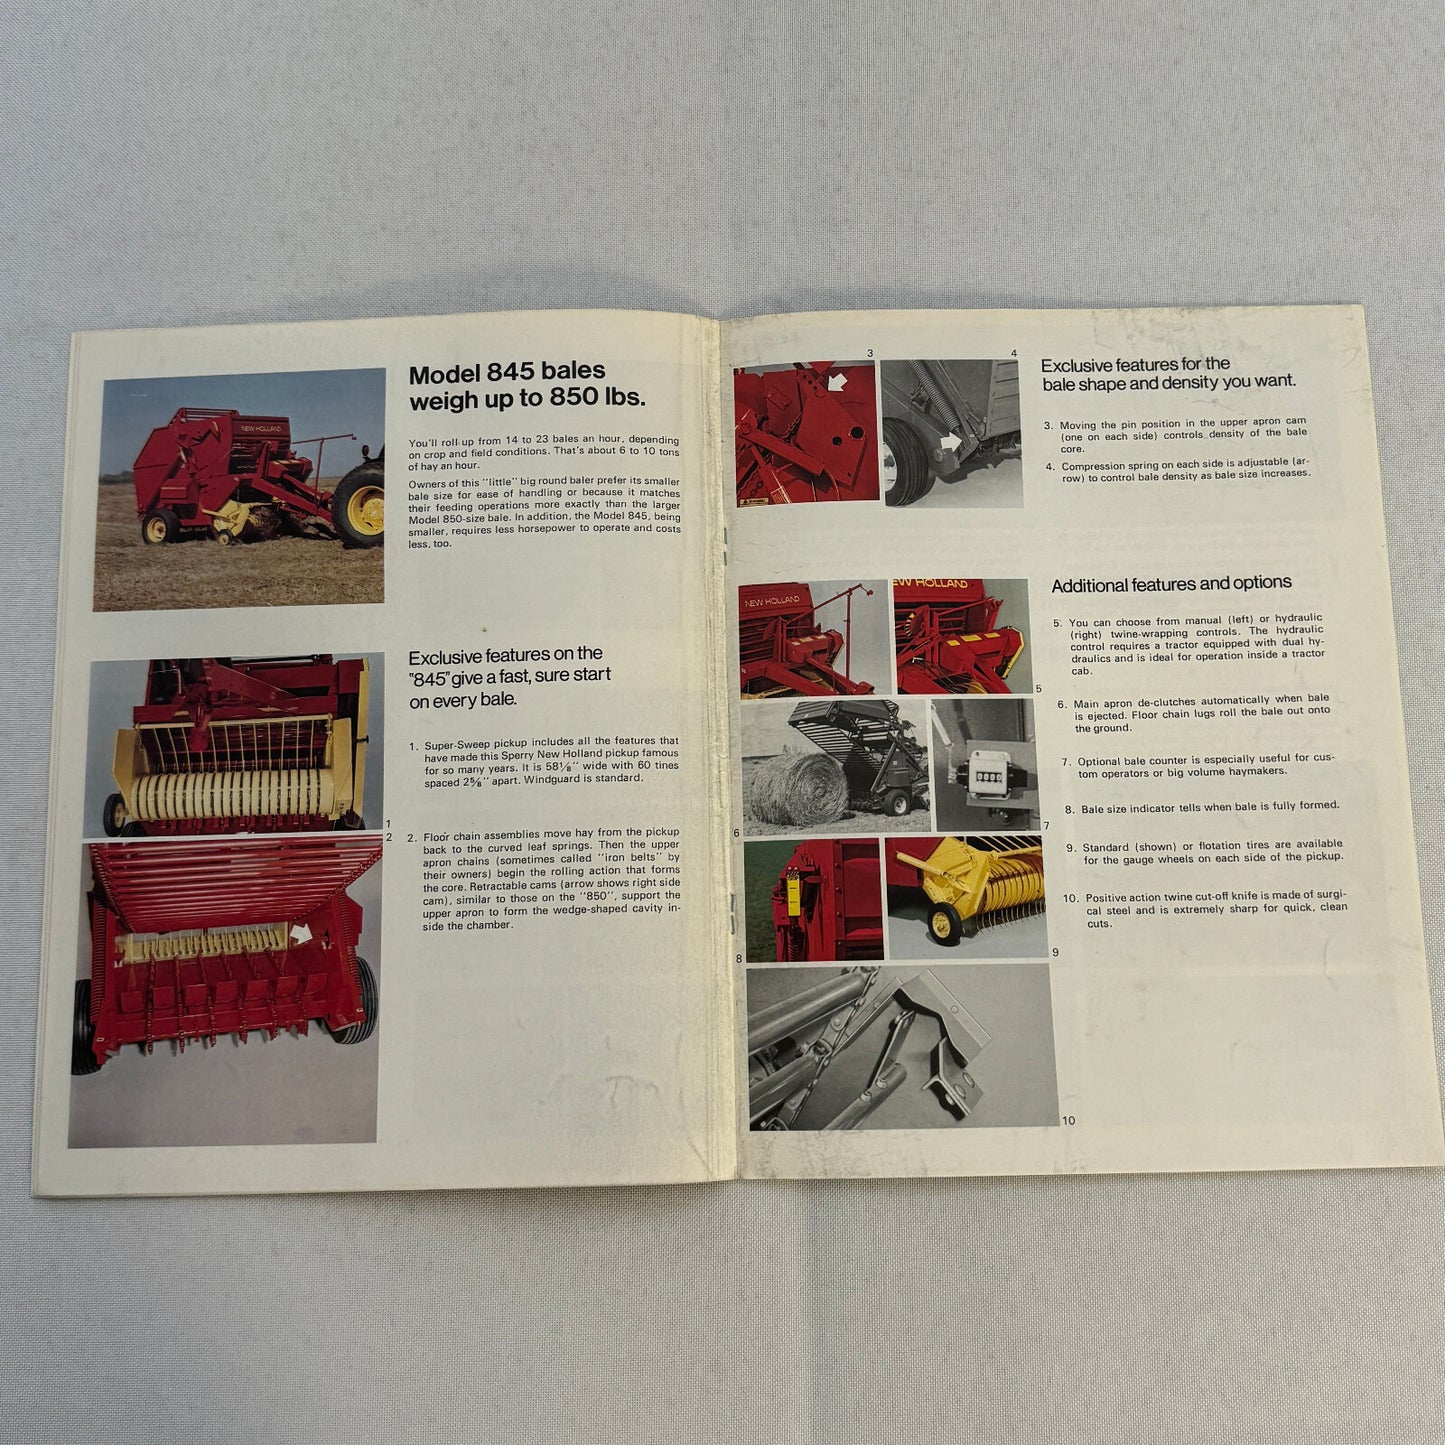 NEW HOLLAND
Model 845 bales
weigh up to 850 lbs.
You'll roll up from 14 to 23 bales an hour, depending
on crop and field conditions. That's about 6 to 10 tons
of hay an hour.
Owners of this "little" big round baler prefer its smaller
bale size for ease of handling or because it matches
their feeding operations more exactly than the larger
Model 850-size bale. In addition, the Model 845, being
smaller, requires less horsepower to operate and costs
less, too.
Exclusive features on the
"845" give a fast, sure start
on every bale.
1. Super-Sweep pickup includes all the features that
have made this Sperry New Holland pickup famous
for so many years. It is 58⅛" wide with 60 tines
spaced 2⅝" apart. Windguard is standard.
1
2
2. Floor chain assemblies move hay from the pickup
back to the curved leaf springs. Then the upper
apron chains (sometimes called "iron belts" by
their owners) begin the rolling action that forms
the core. Retractable cams (arrow shows right side
cam), similar to those on the "850", support the
upper apron to form the wedge-shaped cavity in-
side the chamber.
3
4
Exclusive features for the
bale shape and density you want.
3. Moving the pin position in the upper apron cam
(one on each side) controls density of the bale
core.
4. Compression spring on each side is adjustable (ar-
row) to control bale density as bale size increases.
NEW HOLLAND
NEW HOLLAND
Additional features and options
5. You can choose from manual (left) or hydraulic
(right) twine-wrapping controls. The hydraulic
control requires a tractor equipped with dual hy-
draulics and is ideal for operation inside a tractor
cab.
5
6. Main apron de-clutches automatically when bale
is ejected. Floor chain lugs roll the bale out onto
the ground.
7. Optional bale counter is especially useful for cus-
tom operators or big volume haymakers.
6
7
8. Bale size indicator tells when bale is fully formed.
9. Standard (shown) or flotation tires are available
for the gauge wheels on each side of the pickup.
10. Positive action twine cut-off knife is made of surgi-
cal steel and is extremely sharp for quick, clean
cuts.
8
9
10